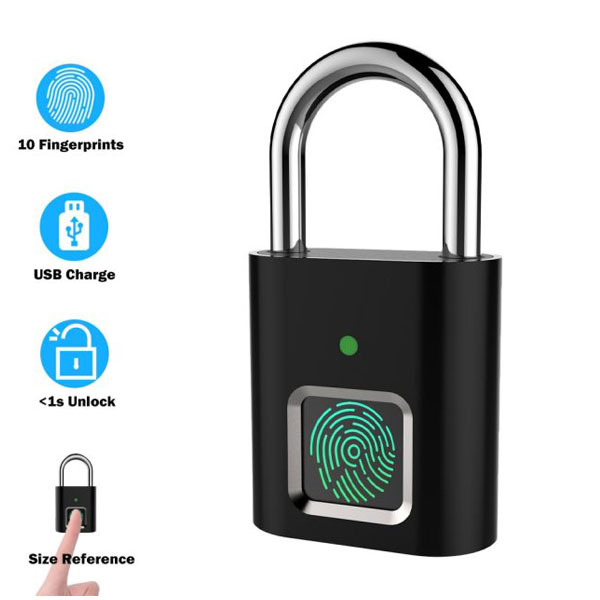 10 Fingerprints
USB Charge
<1s Unlock
Size Reference